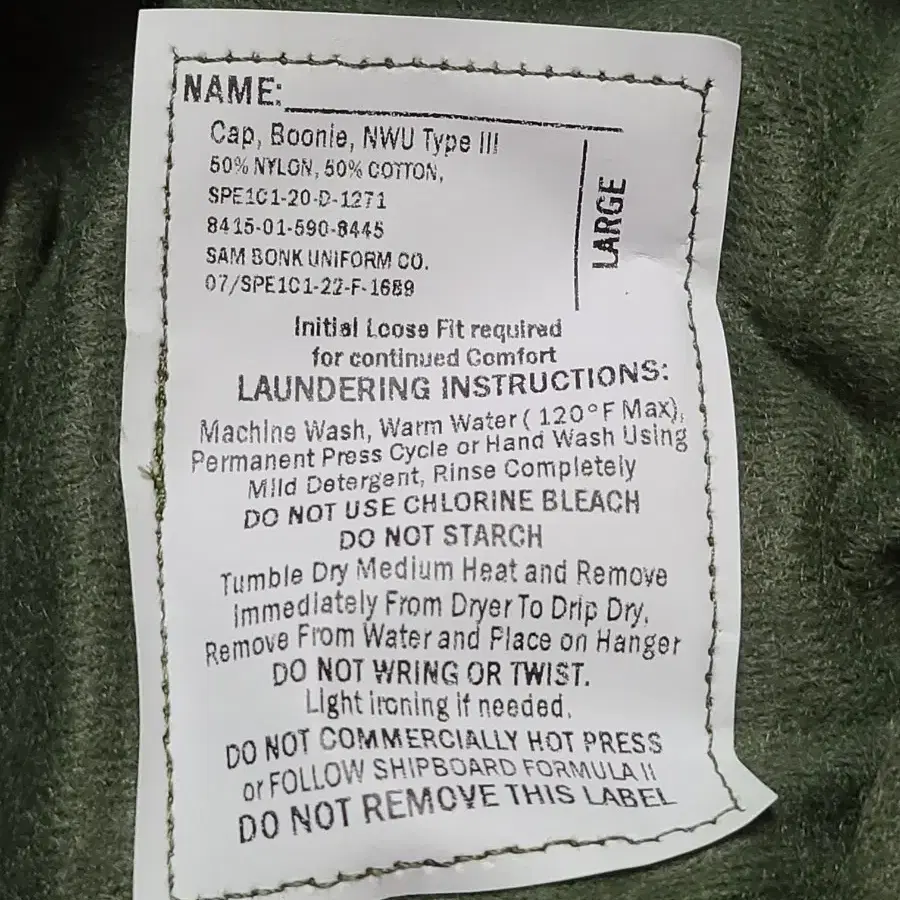 NAME:
Cap, Boonie, NWU Type III
50% NYLON, 50% COTTON,
SPE1C1-20-D-1271
8415-01-590-8445
SAM BONK UNIFORM CO.
07/SPE1C1-22-F-1689
LARGE
Initial Loose Fit required
for continued Comfort
LAUNDERING INSTRUCTIONS:
Machine Wash, Warm Water ( 120°F Max),
Permanent Press Cycle or Hand Wash Using
Mild Detergent, Rinse Completely
DO NOT USE CHLORINE BLEACH
DO NOT STARCH
Tumble Dry Medium Heat and Remove
Immediately From Dryer To Drip Dry,
Remove From Water and Place on Hanger
DO NOT WRING OR TWIST.
Light ironing if needed.
DO NOT COMMERCIALLY HOT PRESS
or FOLLOW SHIPBOARD FORMULA II
DO NOT REMOVE THIS LABEL